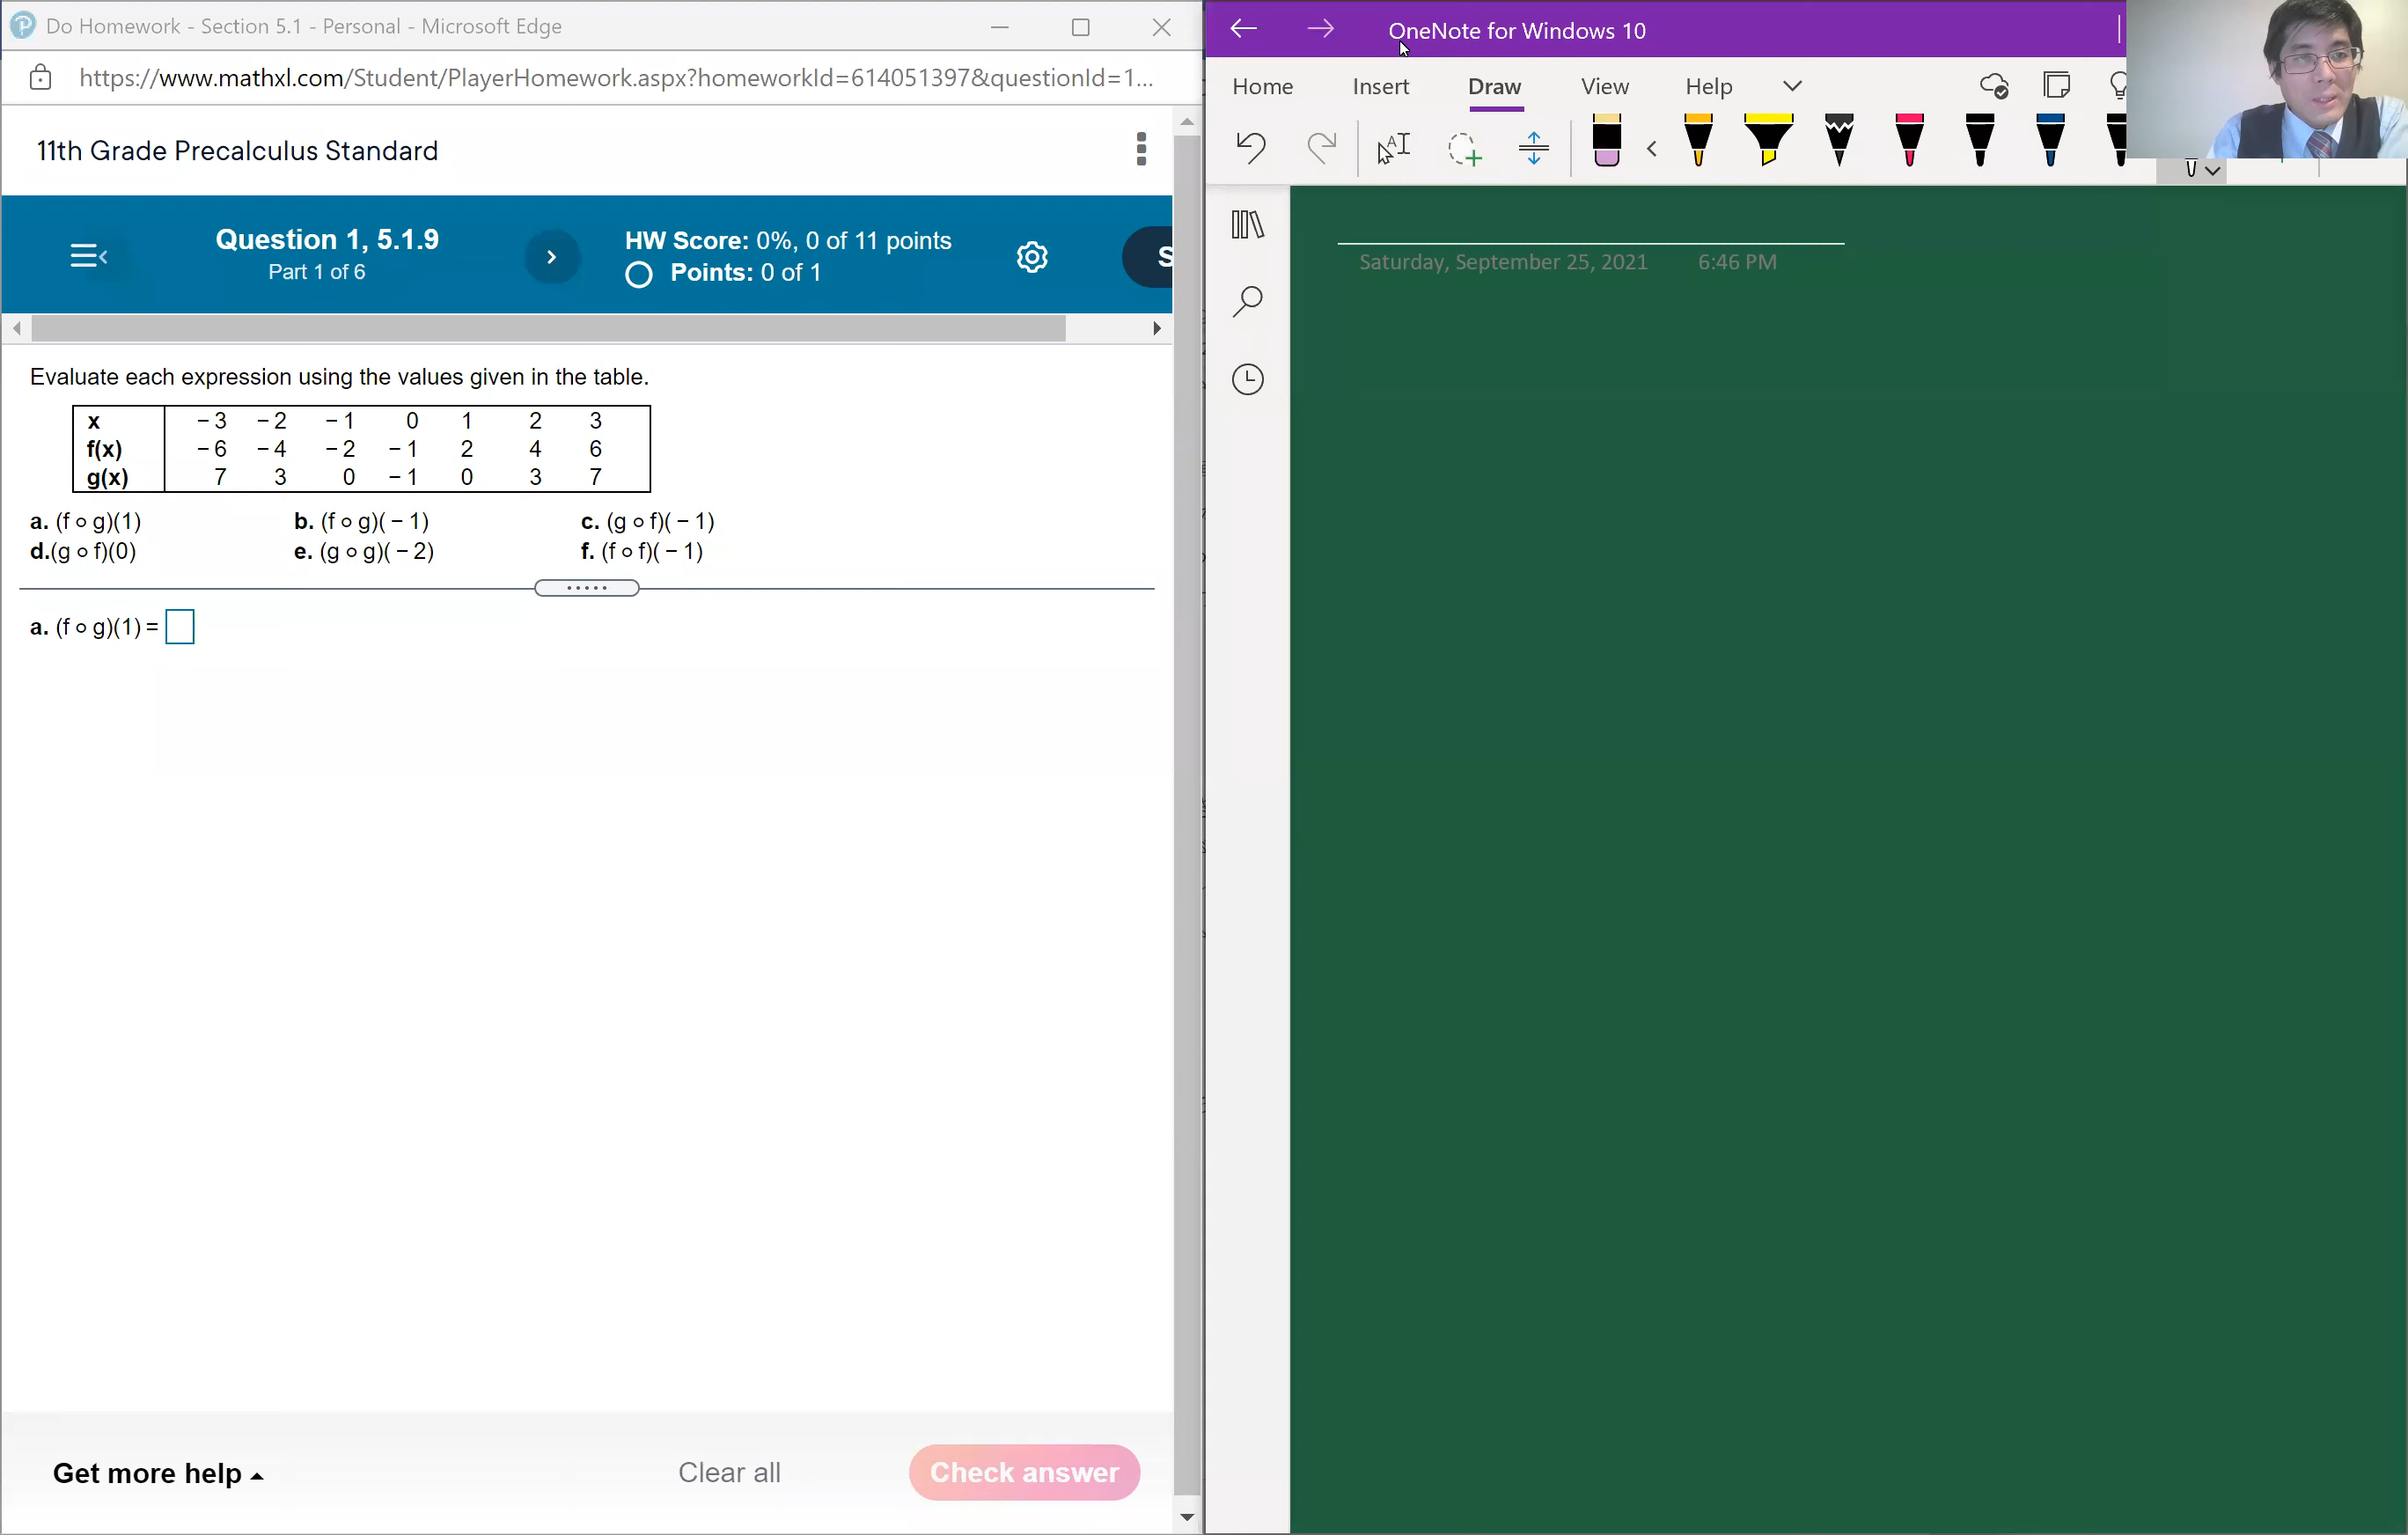 Do Homework - Section 5.1 - Personal - Microsoft Edge
https://www.mathxl.com/Student/PlayerHomework.aspx?homeworkId=614051397&questionId=1...
11th Grade Precalculus Standard
Question 1, 5.1.9
Part 1 of 6
HW Score: 0%, 0 of 11 points
Points: 0 of 1
S
Evaluate each expression using the values given in the table.
x −3 −2 −1 0 1 2 3
f(x) −6 −4 −2 −1 2 4 6
g(x) 7 3 0 −1 0 3 7
a. (f∘g)(1) b. (f∘g)(−1) c. (g∘f)(−1)
d.(g∘f)(0) e. (g∘g)(−2) f. (f∘f)(−1)
a. (f∘g)(1) =
Get more help
Clear all
Check answer
OneNote for Windows 10
Home Insert Draw View Help
Saturday, September 25, 2021 6:46 PM